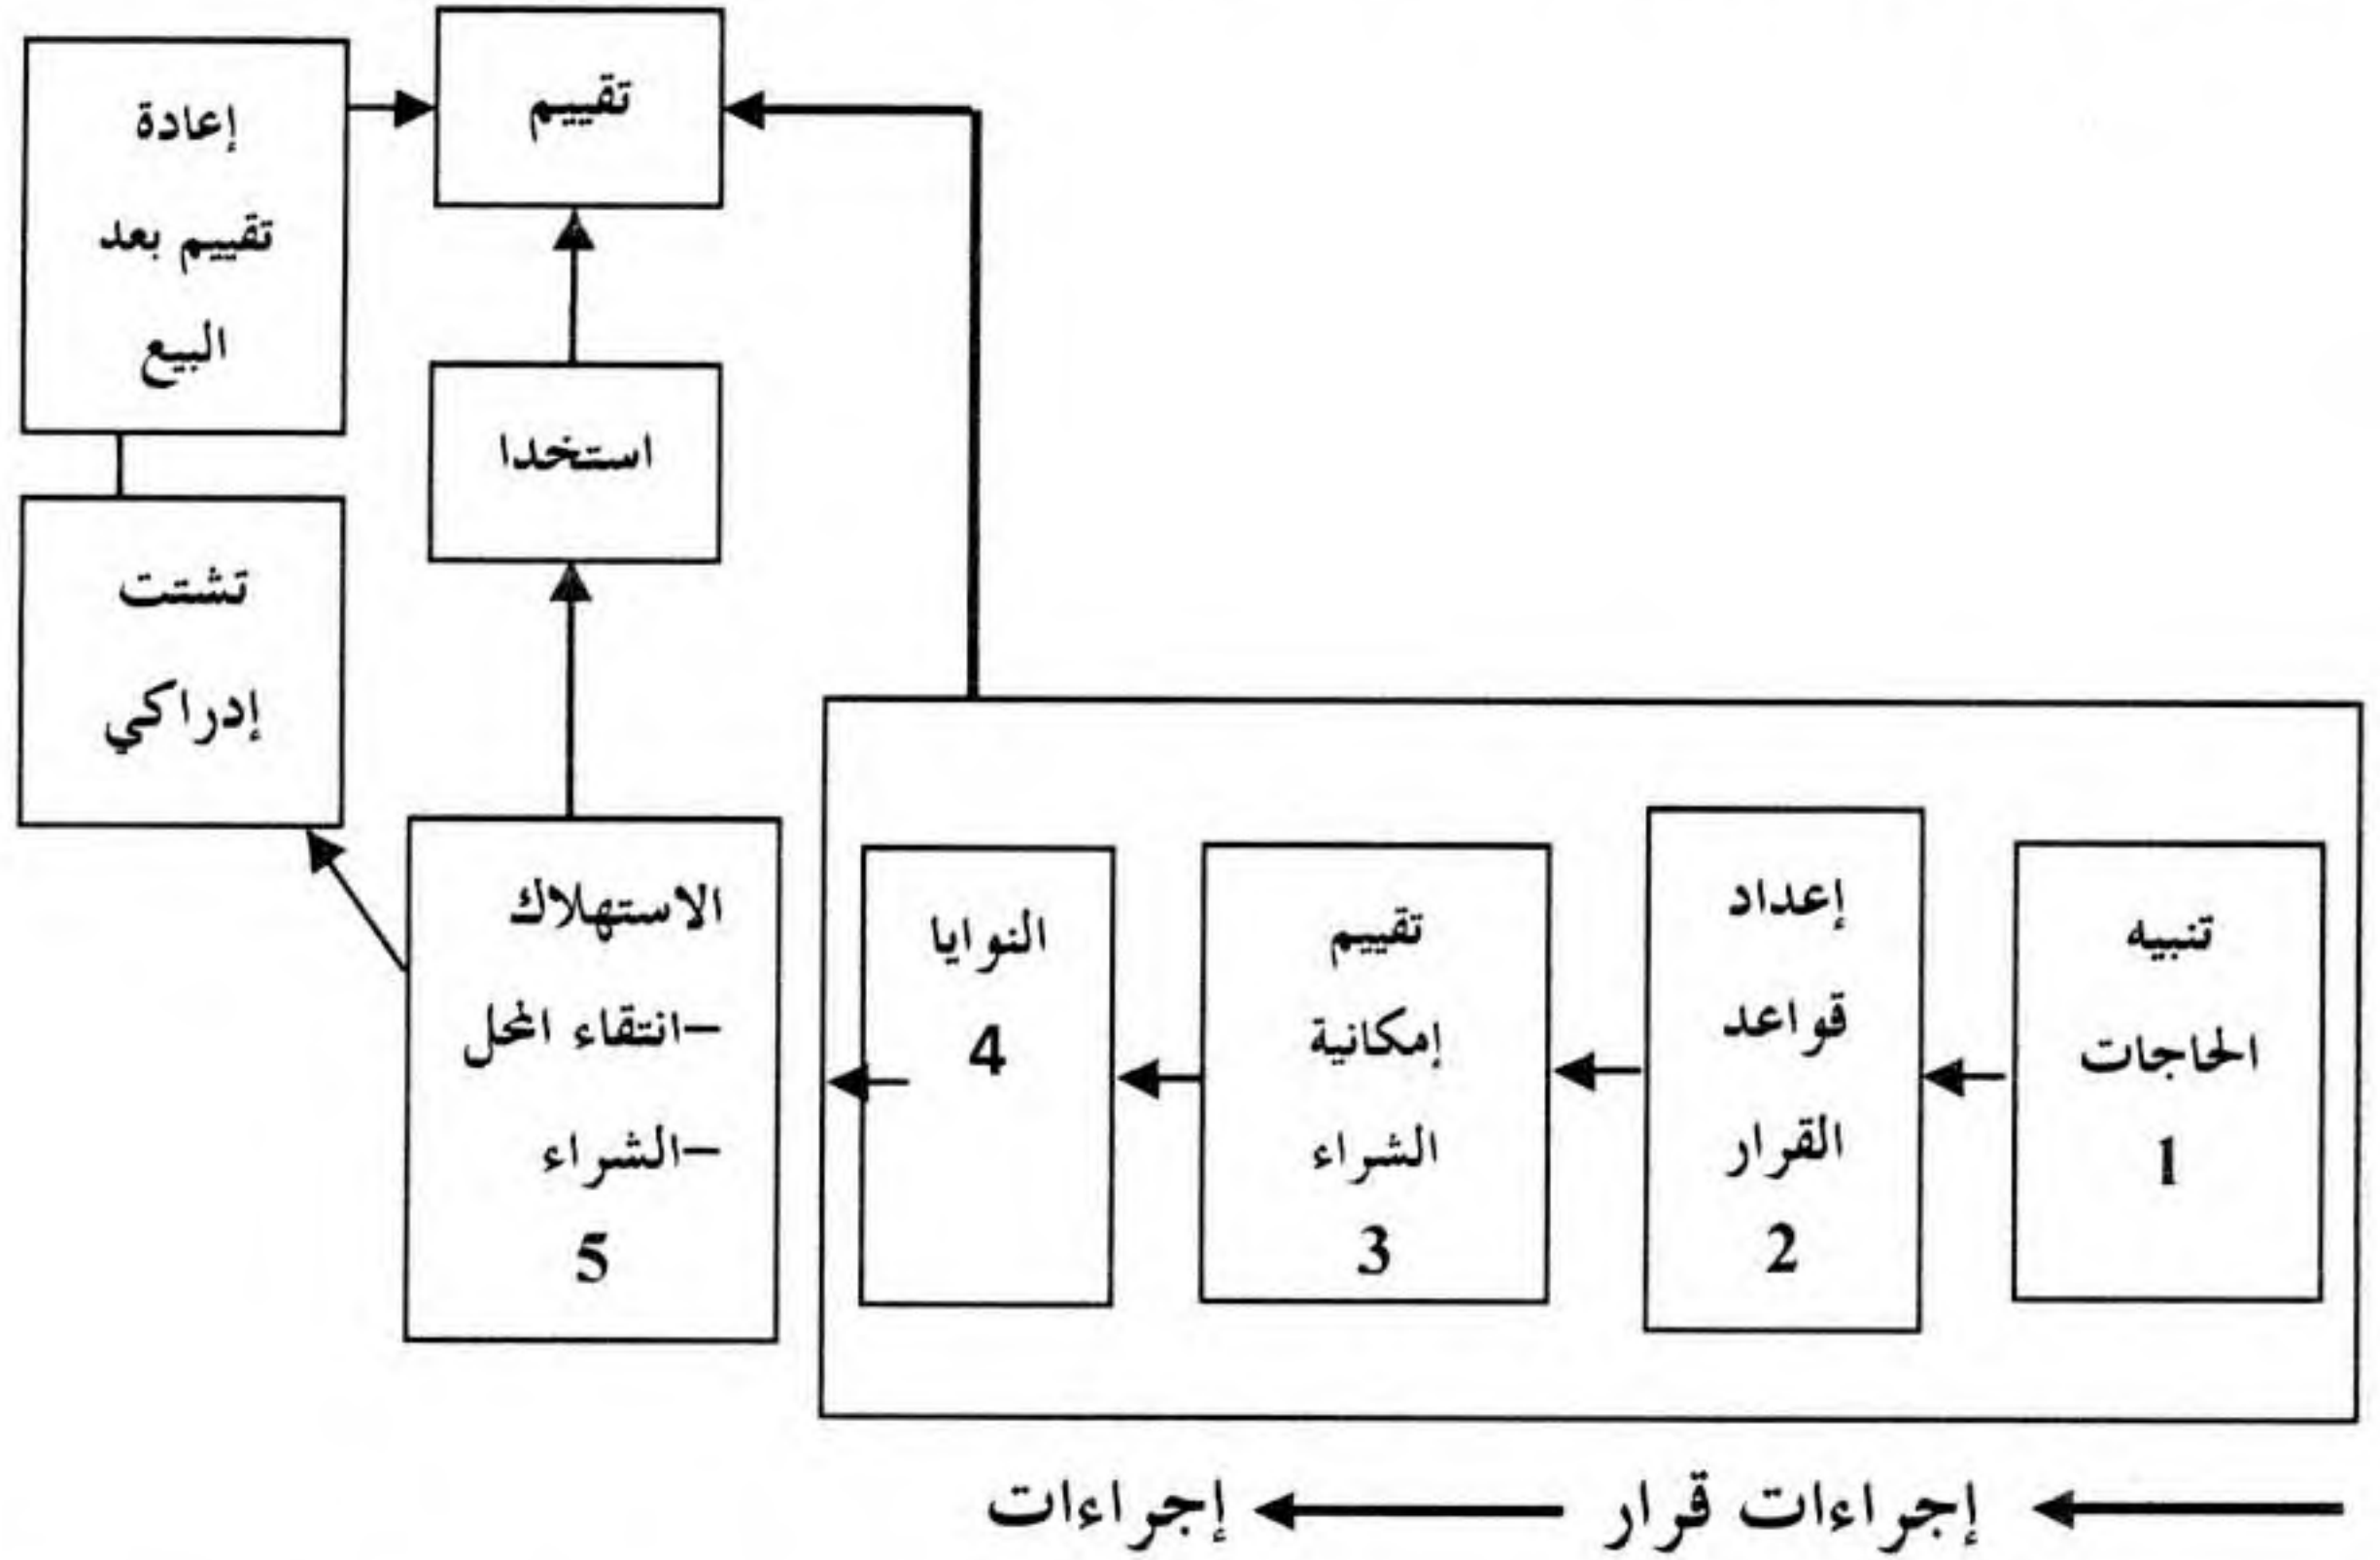 إعادة
تقييم بعد
البيع
تقييم
استخدا
تشتت
إدراكي
تنبيه
الحاجات
1
إعداد
قواعد
القرار
2
تقييم
إمكانية
الشراء
3
النوايا
4
الاستهلاك
–انتقاء المحل
–الشراء
5
إجراءات قرار
إجراءات